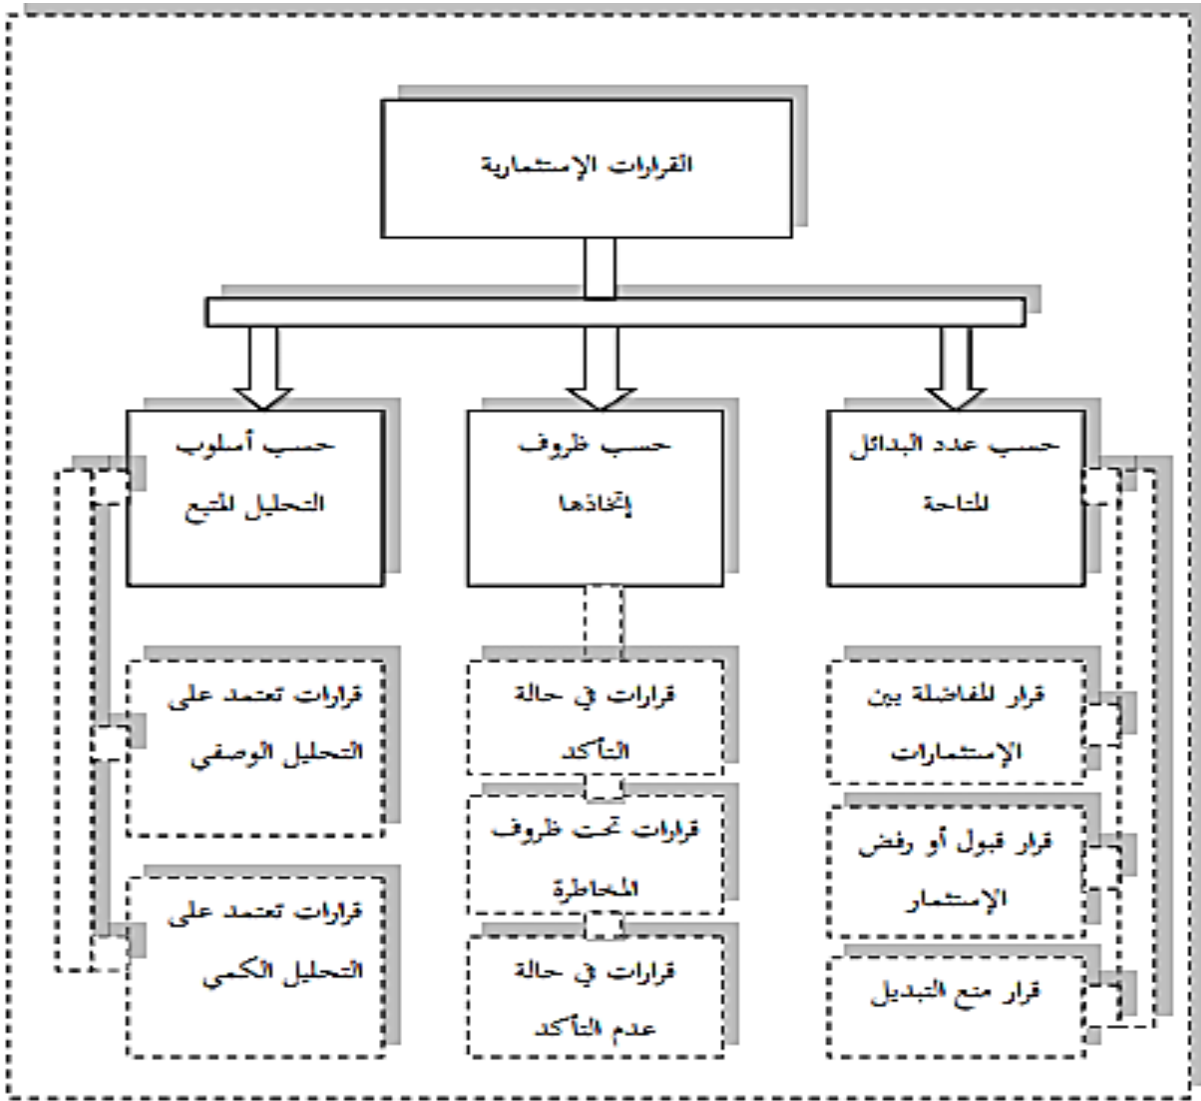 القرارات الإستثمارية
حسب عدد البدائل
المتاحة
قرار المفاضلة بين
الإستثمارات
قرار قبول أو رفض
الإستثمار
قرار منع التبديل
حسب ظروف
إتخاذها
قرارات في حالة
التأكد
قرارات تحت ظروف
المخاطرة
قرارات في حالة
عدم التأكد
حسب أسلوب
التحليل المتبع
قرارات تعتمد على
التحليل الوصفي
قرارات تعتمد على
التحليل الكمي